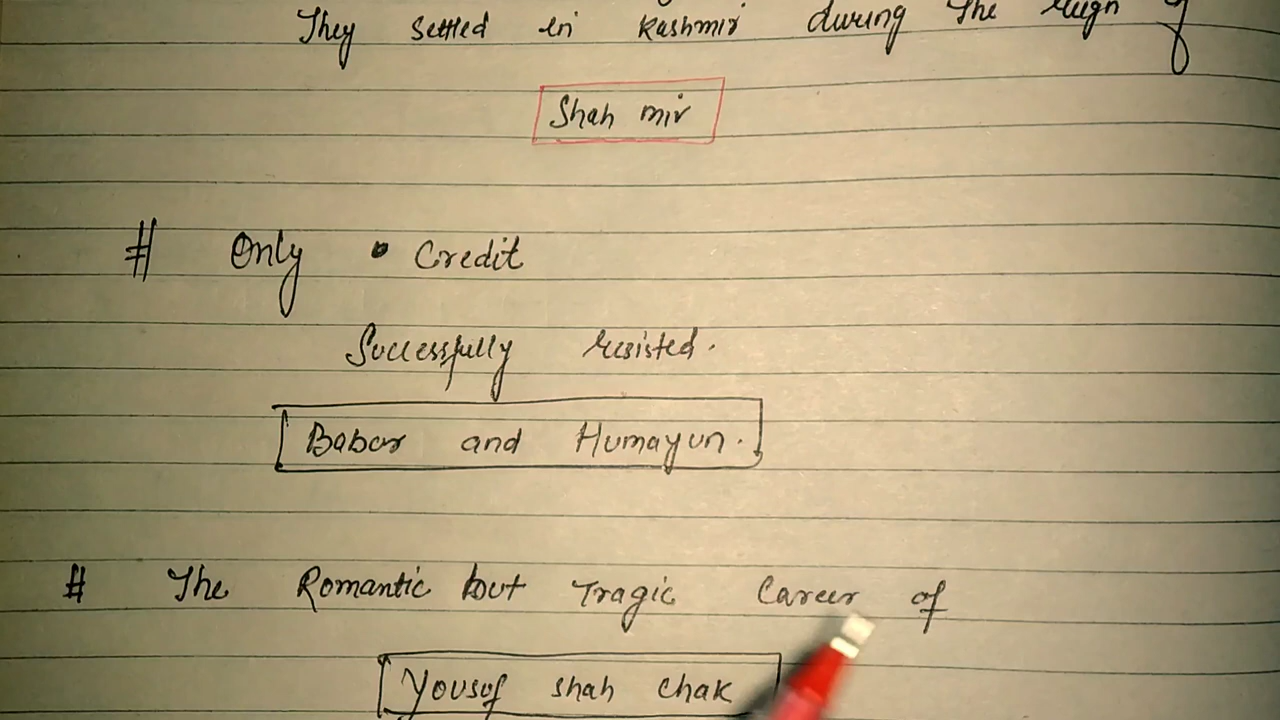 They settled in Kashmir during the reign of
Shah mir
# Only Credit
Successfully resisted.
Babar and Humayun.
# The Romantic but Tragic Career of
Yousuf shah chak